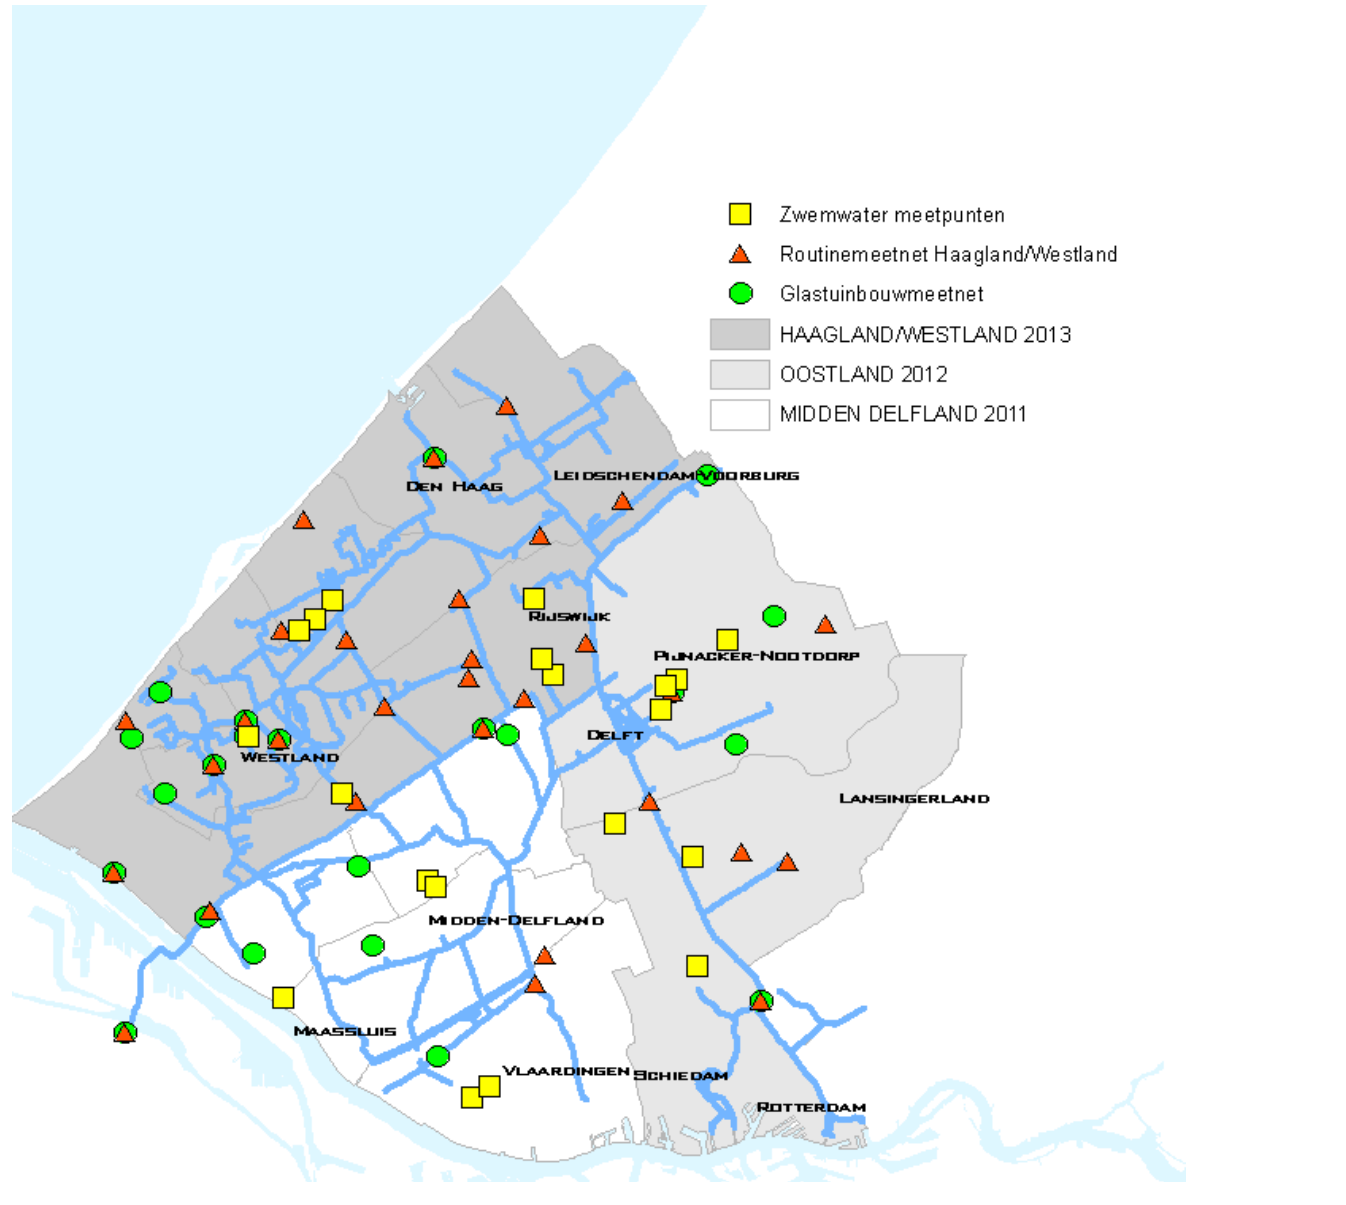 Zwemwater meetpunten
Routinemeetnet Haagland/Westland
Glastuinbouwmeetnet
HAAGLAND/WESTLAND 2013
OOSTLAND 2012
MIDDEN DELFLAND 2011
LEIDSCHENDAM-VOORBURG
DEN HAAG
RIJSWIJK
PIJNACKER-NOOTDORP
DELFT
WESTLAND
LANSINGERLAND
MIDDEN-DELFLAND
MAASSLUIS
VLAARDINGEN
SCHIEDAM
ROTTERDAM